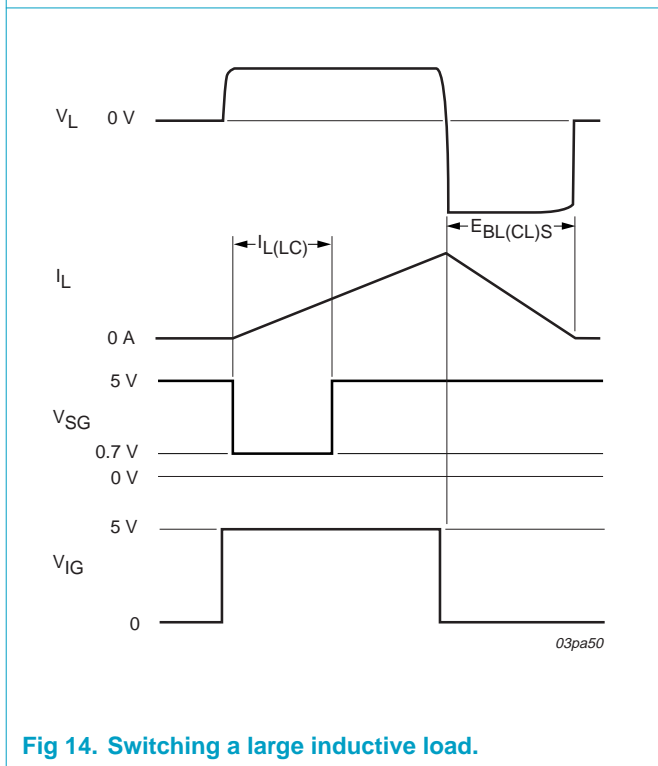 VL 0 V
IL(LC)
EBL(CL)S
IL
0 A
5 V
VSG
0.7 V
0 V
5 V
VIG
0
03pa50
Fig 14. Switching a large inductive load.